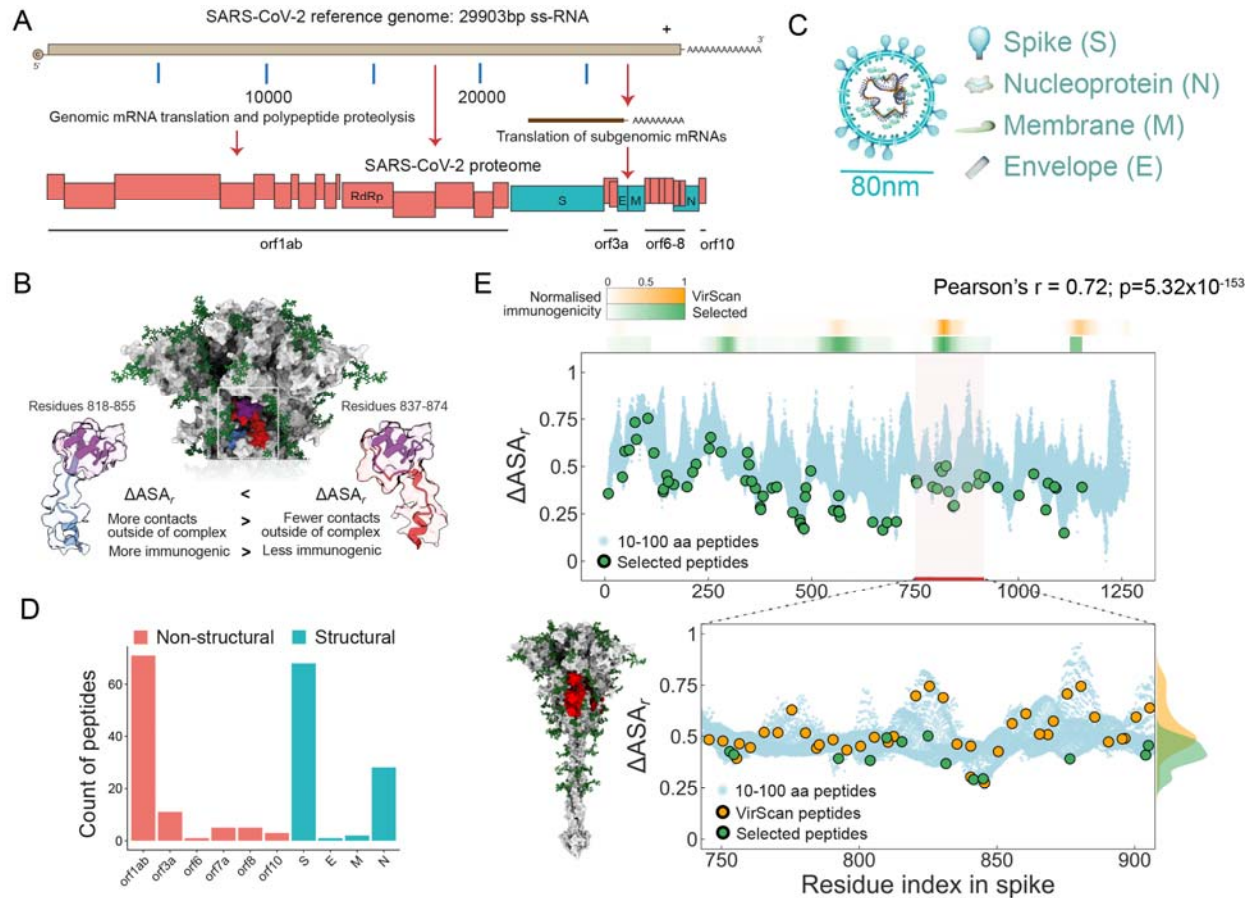 A
SARS-CoV-2 reference genome: 29903bp ss-RNA
+
3'
C
AAAAAAAAAAAAA
5'
10000
20000
Genomic mRNA translation and polypeptide proteolysis
AAAAAAAAA
Translation of subgenomic mRNAs
SARS-CoV-2 proteome
RdRp
S
E
M
N
orf1ab
orf3a
orf6-8
orf10
C
Spike (S)
Nucleoprotein (N)
Membrane (M)
Envelope (E)
80nm
B
Residues 818-855
Residues 837-874
ΔASAr < ΔASAr
More contacts outside of complex > Fewer contacts outside of complex
More immunogenic > Less immunogenic
D
Non-structural
Structural
Count of peptides
60
40
20
0
orf1ab
orf3a
orf6
orf7a
orf8
orf10
S
E
M
N
E
0 0.5 1
Normalised immunogenicity
VirScan
Selected
Pearson's r = 0.72; p=5.32x10-153
ΔASAr
1
0.75
0.5
0.25
0
10-100 aa peptides
Selected peptides
0 250 500 750 1000 1250
ΔASAr
1
0.75
0.5
0.25
0
10-100 aa peptides
VirScan peptides
Selected peptides
750 800 850 900
Residue index in spike